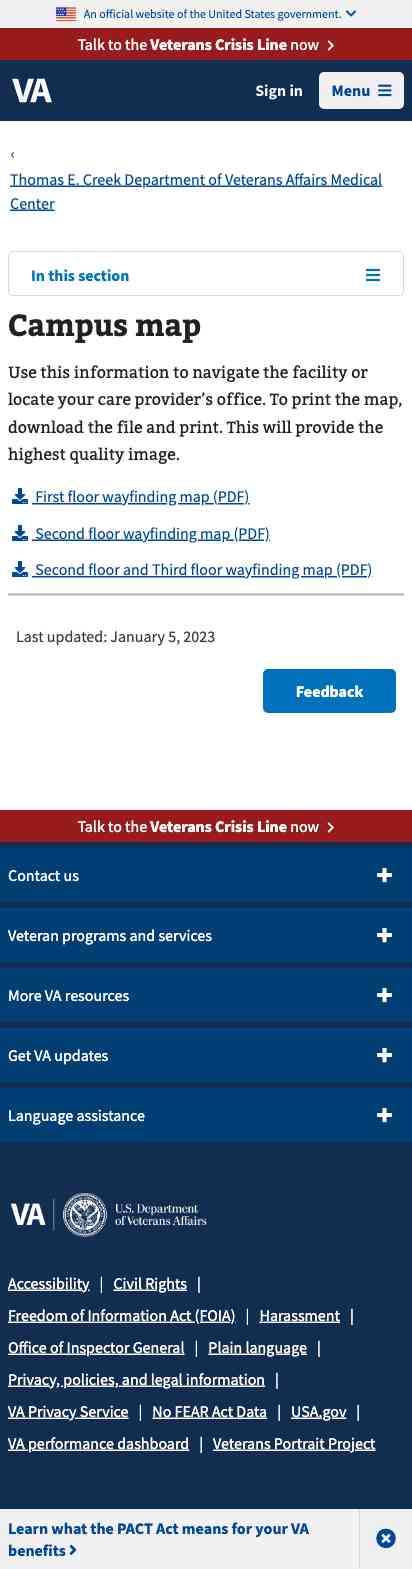 An official website of the United States government.
Talk to the Veterans Crisis Line now
VA
Sign in
Menu
‹
Thomas E. Creek Department of Veterans Affairs Medical
Center
In this section
Campus map
Use this information to navigate the facility or
locate your care provider’s office. To print the map,
download the file and print. This will provide the
highest quality image.
First floor wayfinding map (PDF)
Second floor wayfinding map (PDF)
Second floor and Third floor wayfinding map (PDF)
Last updated: January 5, 2023
Feedback
Talk to the Veterans Crisis Line now
Contact us
Veteran programs and services
More VA resources
Get VA updates
Language assistance
VA | U.S. Department
of Veterans Affairs
Accessibility | Civil Rights |
Freedom of Information Act (FOIA) | Harassment |
Office of Inspector General | Plain language |
Privacy, policies, and legal information |
VA Privacy Service | No FEAR Act Data | USA.gov |
VA performance dashboard | Veterans Portrait Project
Learn what the PACT Act means for your VA
benefits